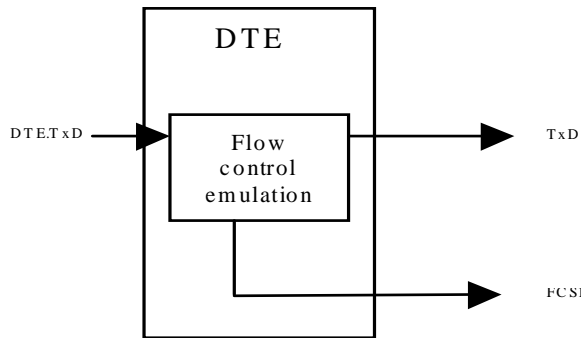 DTE
DTE.TxD
Flow
control
emulation
TxD